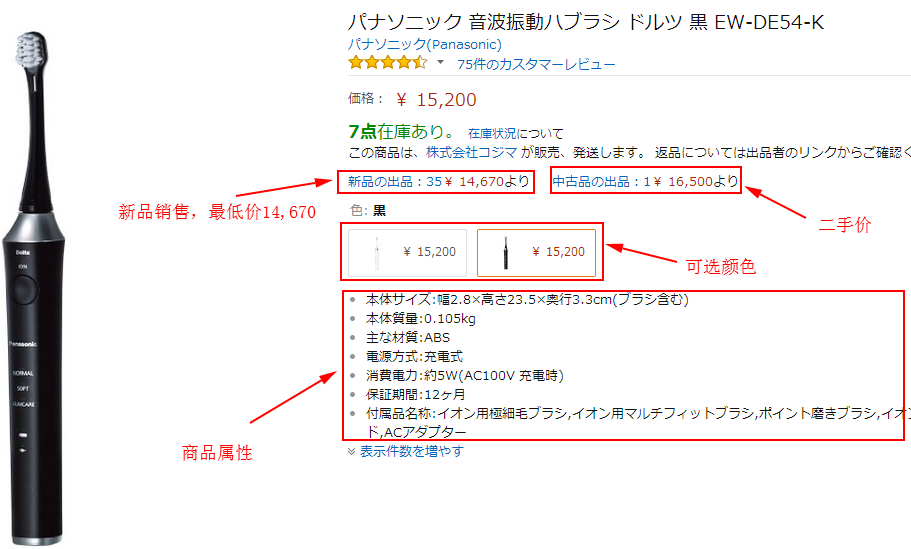 パナソニック 音波振動ハブラシ ドルツ 黒 EW-DE54-K
パナソニック(Panasonic)
75件のカスタマーレビュー
価格： ￥ 15,200
7点在庫あり。 在庫状況について
この商品は、株式会社コジマ が販売、発送します。 返品については出品者のリンクからご確認く
新品の出品：35￥ 14,670より 中古品の出品：1￥ 16,500より
新品销售，最低价14,670
二手价
色: 黒
￥ 15,200 ￥ 15,200
可选颜色
本体サイズ:幅2.8×高さ23.5×奥行3.3cm(ブラシ含む)
本体質量:0.105kg
主な材質:ABS
電源方式:充電式
消費電力:約5W(AC100V 充電時)
保証期間:12ヶ月
付属品名称:イオン用極細毛ブラシ,イオン用マルチフィットブラシ,ポイント磨きブラシ,イオン
ド,ACアダプター
商品属性
表示件数を増やす
Doltz
ION
Panasonic
NORMAL
SOFT
GUMCARE